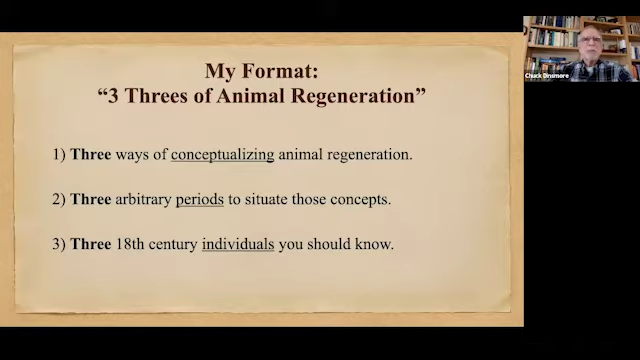 My Format:
“3 Threes of Animal Regeneration”
1) Three ways of conceptualizing animal regeneration.
2) Three arbitrary periods to situate those concepts.
3) Three 18th century individuals you should know.
Chuck Dinsmore